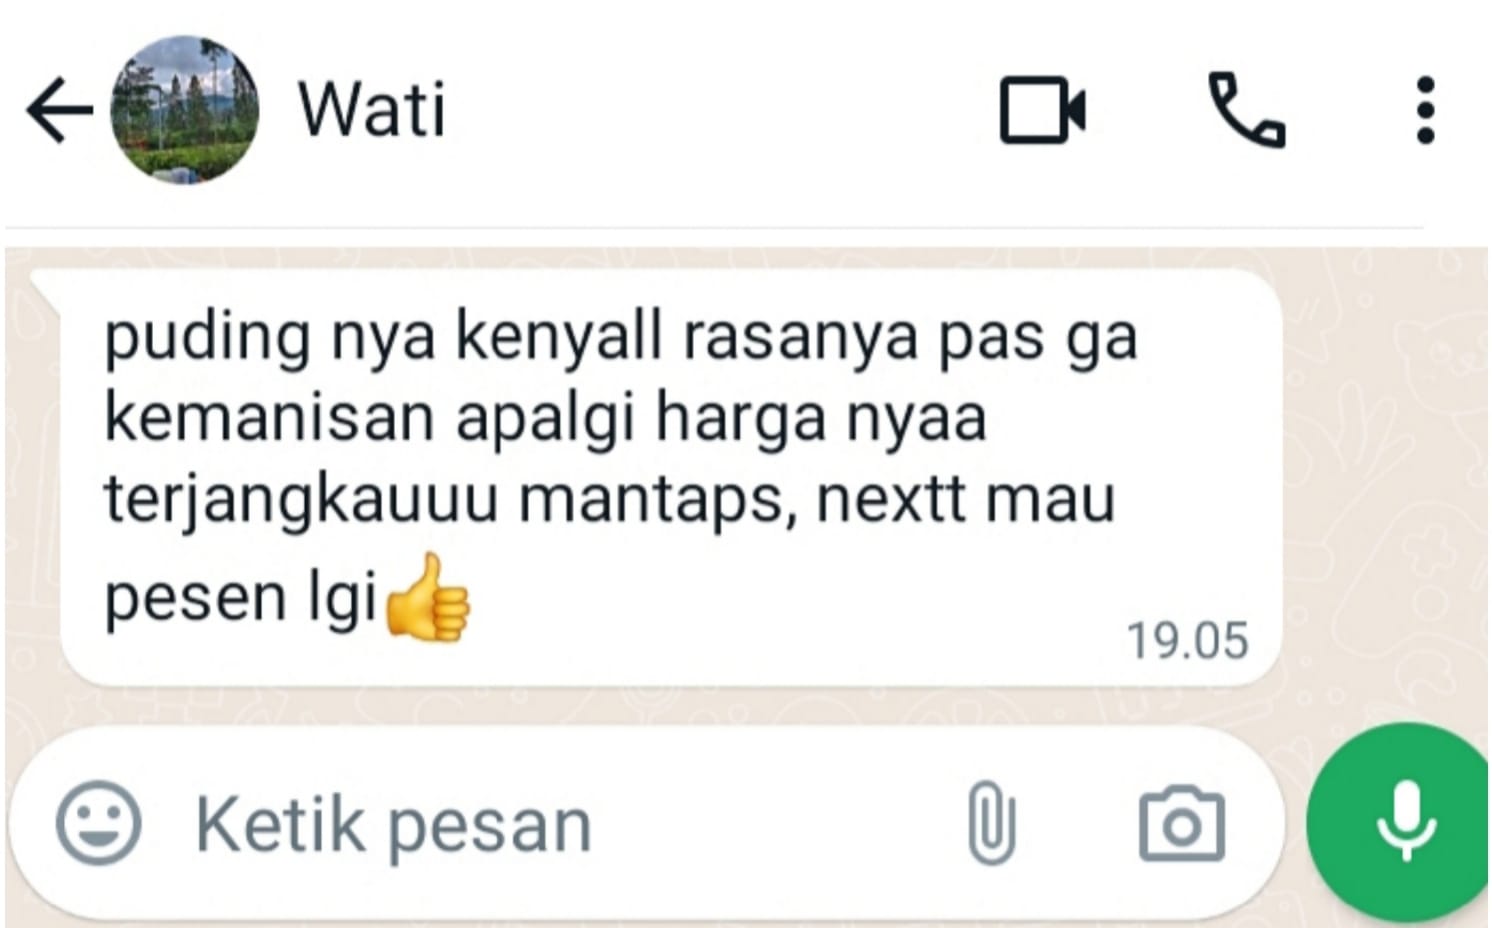 Wati
puding nya kenyall rasanya pas ga
kemanisan apalgi harga nyaa
terjangkauuu mantaps, nextt mau
pesen lgi👍
19.05
Ketik pesan